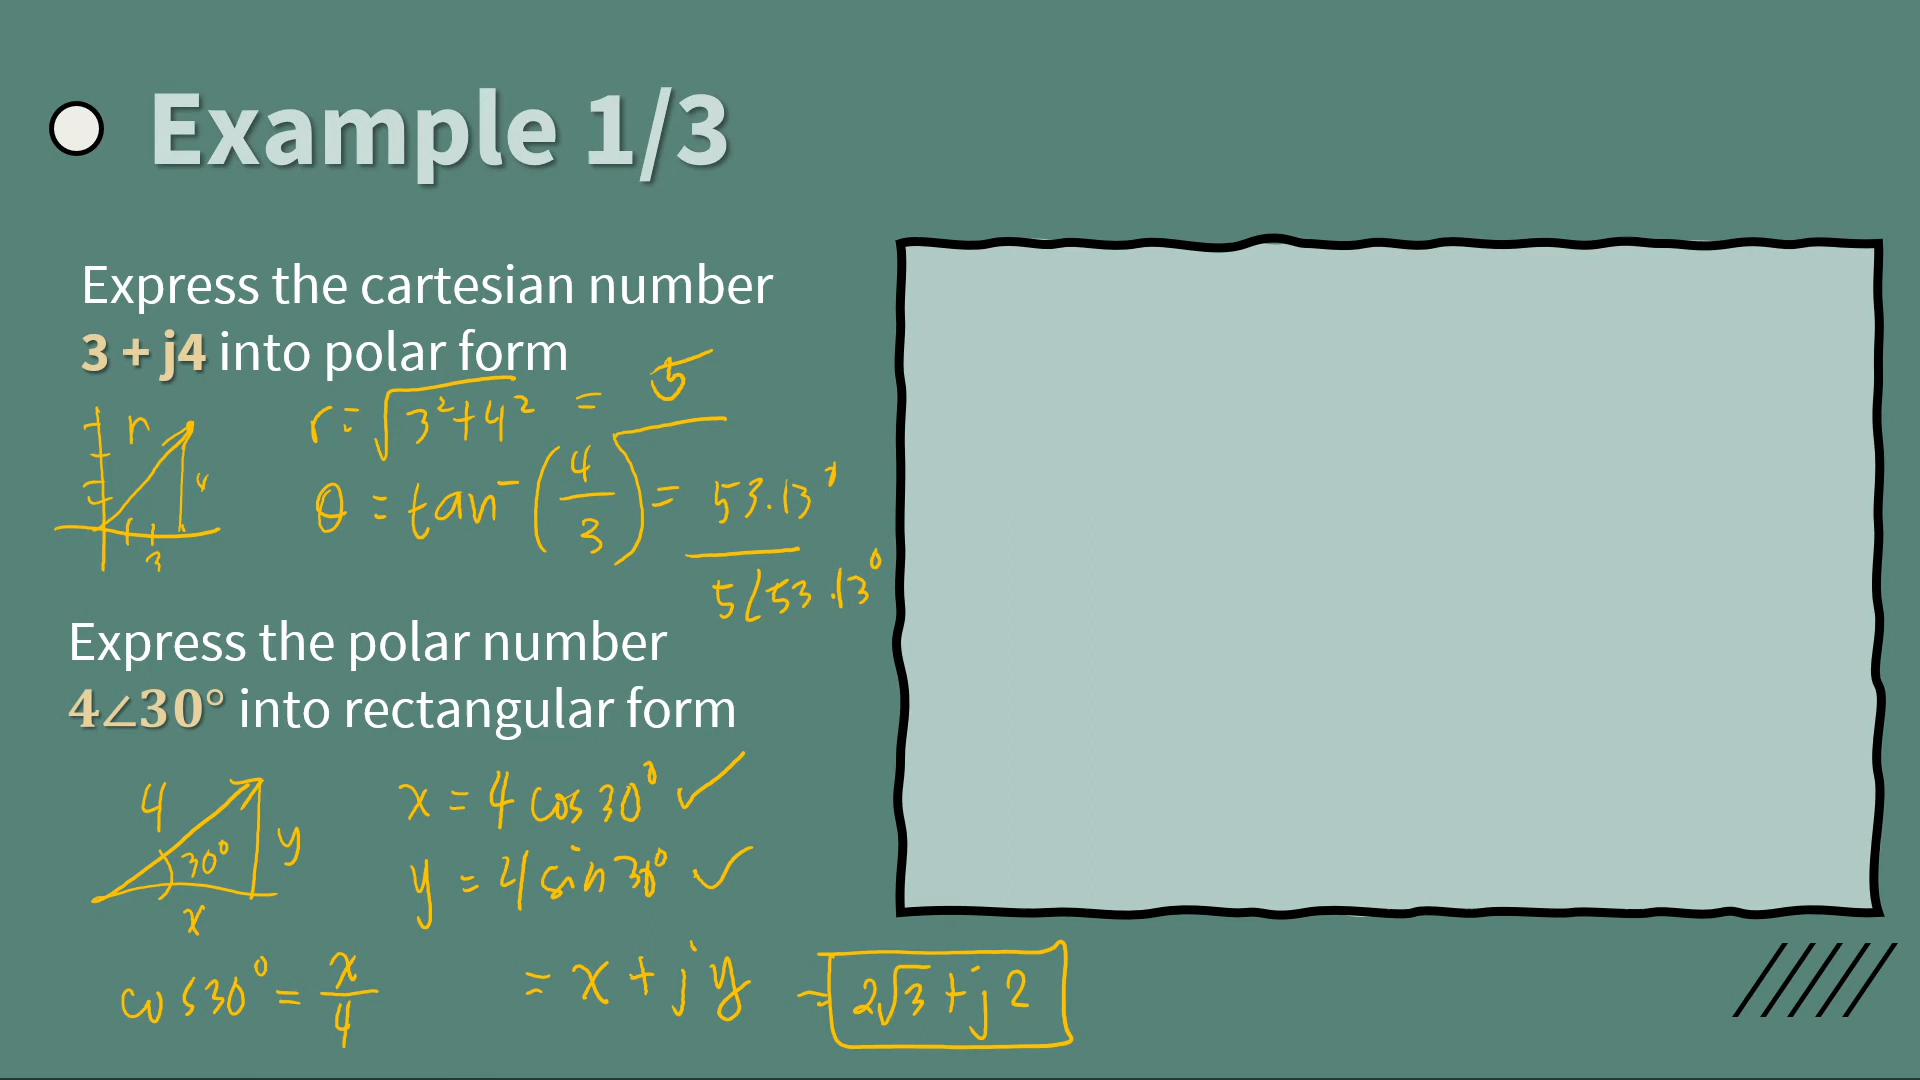 Example 1/3
Express the cartesian number
3 + j4 into polar form
r
4
3
r = √3²+4² = 5
θ = tan⁻ (4/3) = 53.13°
5∠53.13°
Express the polar number
4∠30° into rectangular form
4
30°
y
x
x = 4 cos 30° ✓
y = 4 sin 30° ✓
cos 30° = x/4
= x + jy = 2√3 + j2